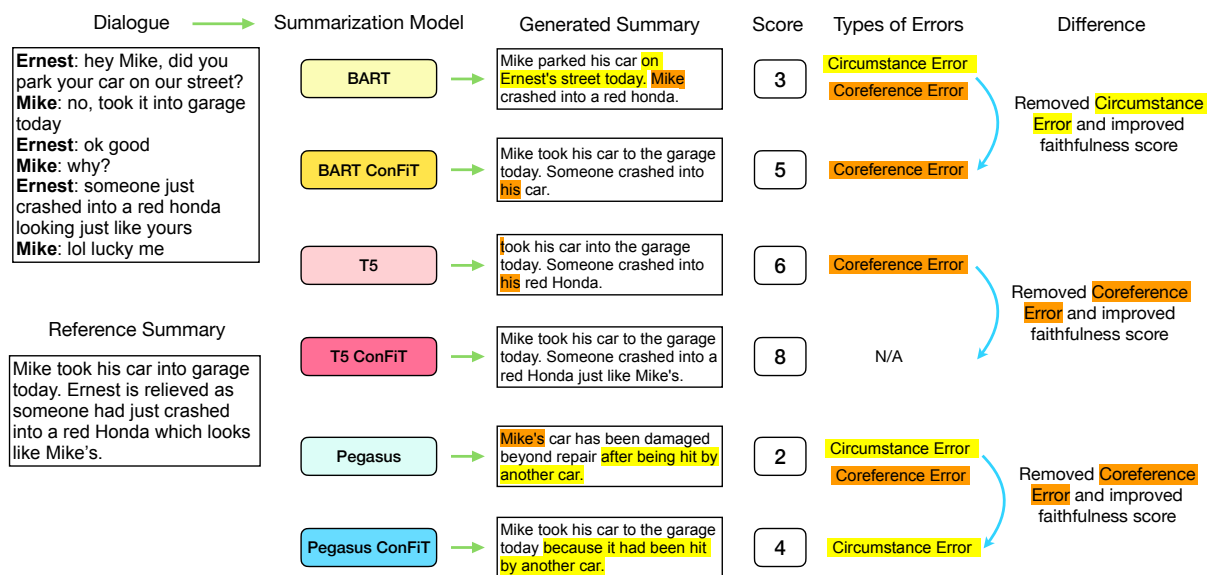 Dialogue
Summarization Model
Generated Summary
Score
Types of Errors
Difference
Ernest: hey Mike, did you
park your car on our street?
Mike: no, took it into garage
today
Ernest: ok good
Mike: why?
Ernest: someone just
crashed into a red honda
looking just like yours
Mike: lol lucky me
Reference Summary
Mike took his car into garage
today. Ernest is relieved as
someone had just crashed
into a red Honda which looks
like Mike's.
BART
Mike parked his car on
Ernest's street today. Mike
crashed into a red honda.
3
Circumstance Error
Coreference Error
Removed Circumstance
Error and improved
faithfulness score
BART ConFiT
Mike took his car to the garage
today. Someone crashed into
his car.
5
Coreference Error
T5
took his car into the garage
today. Someone crashed into
his red Honda.
6
Coreference Error
Removed Coreference
Error and improved
faithfulness score
T5 ConFiT
Mike took his car to the garage
today. Someone crashed into a
red Honda just like Mike's.
8
N/A
Pegasus
Mike's car has been damaged
beyond repair after being hit by
another car.
2
Circumstance Error
Coreference Error
Removed Coreference
Error and improved
faithfulness score
Pegasus ConFiT
Mike took his car to the garage
today because it had been hit
by another car.
4
Circumstance Error